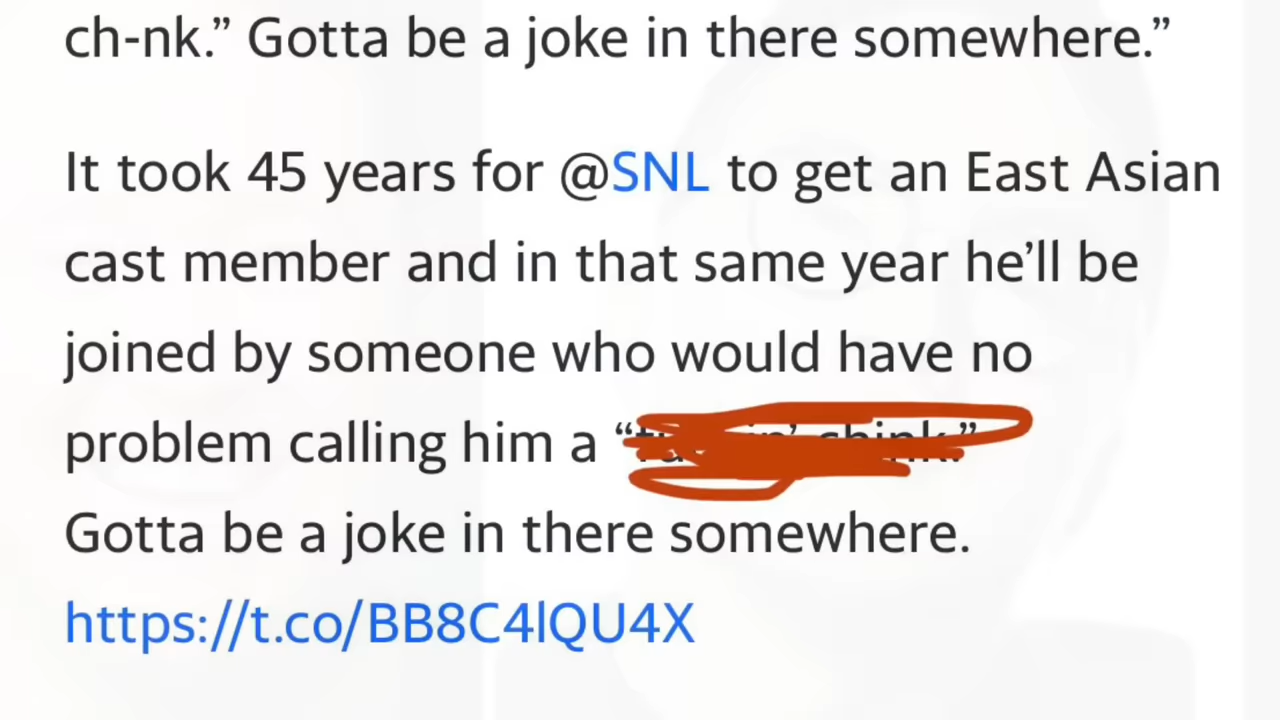 ch-nk.” Gotta be a joke in there somewhere.”
It took 45 years for @SNL to get an East Asian
cast member and in that same year he’ll be
joined by someone who would have no
problem calling him a “
Gotta be a joke in there somewhere.
https://t.co/BB8C4lQU4X